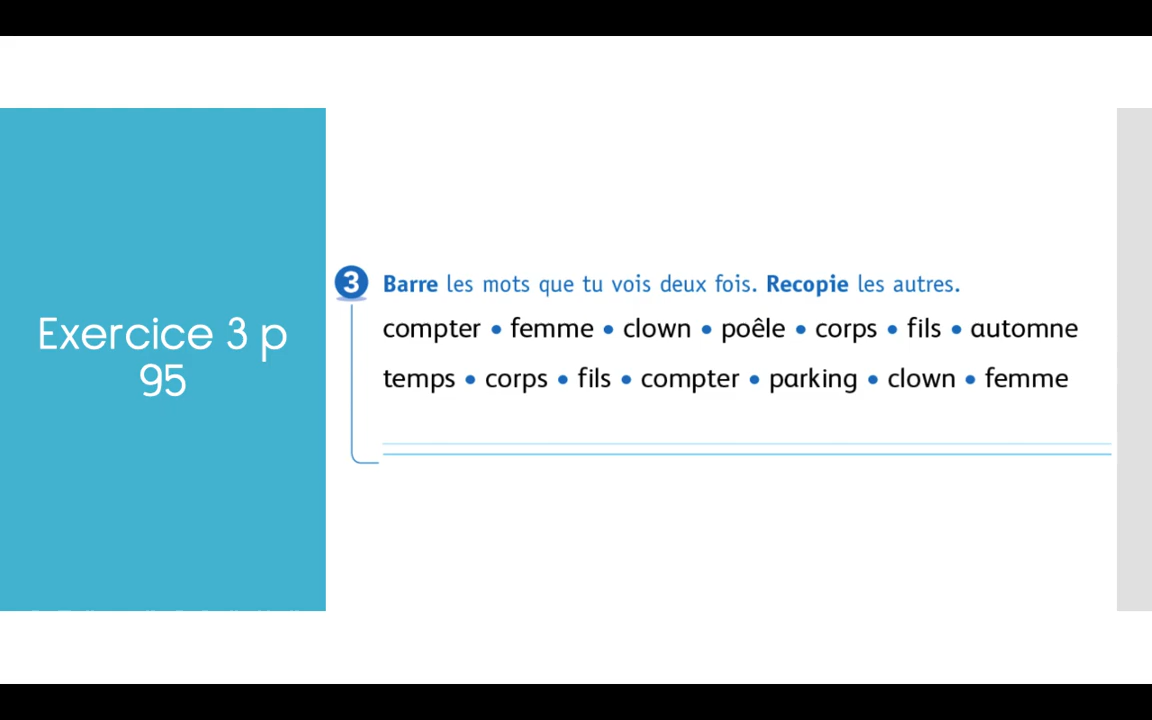 Exercice 3 p
95
3 Barre les mots que tu vois deux fois. Recopie les autres.
compter • femme • clown • poêle • corps • fils • automne
temps • corps • fils • compter • parking • clown • femme